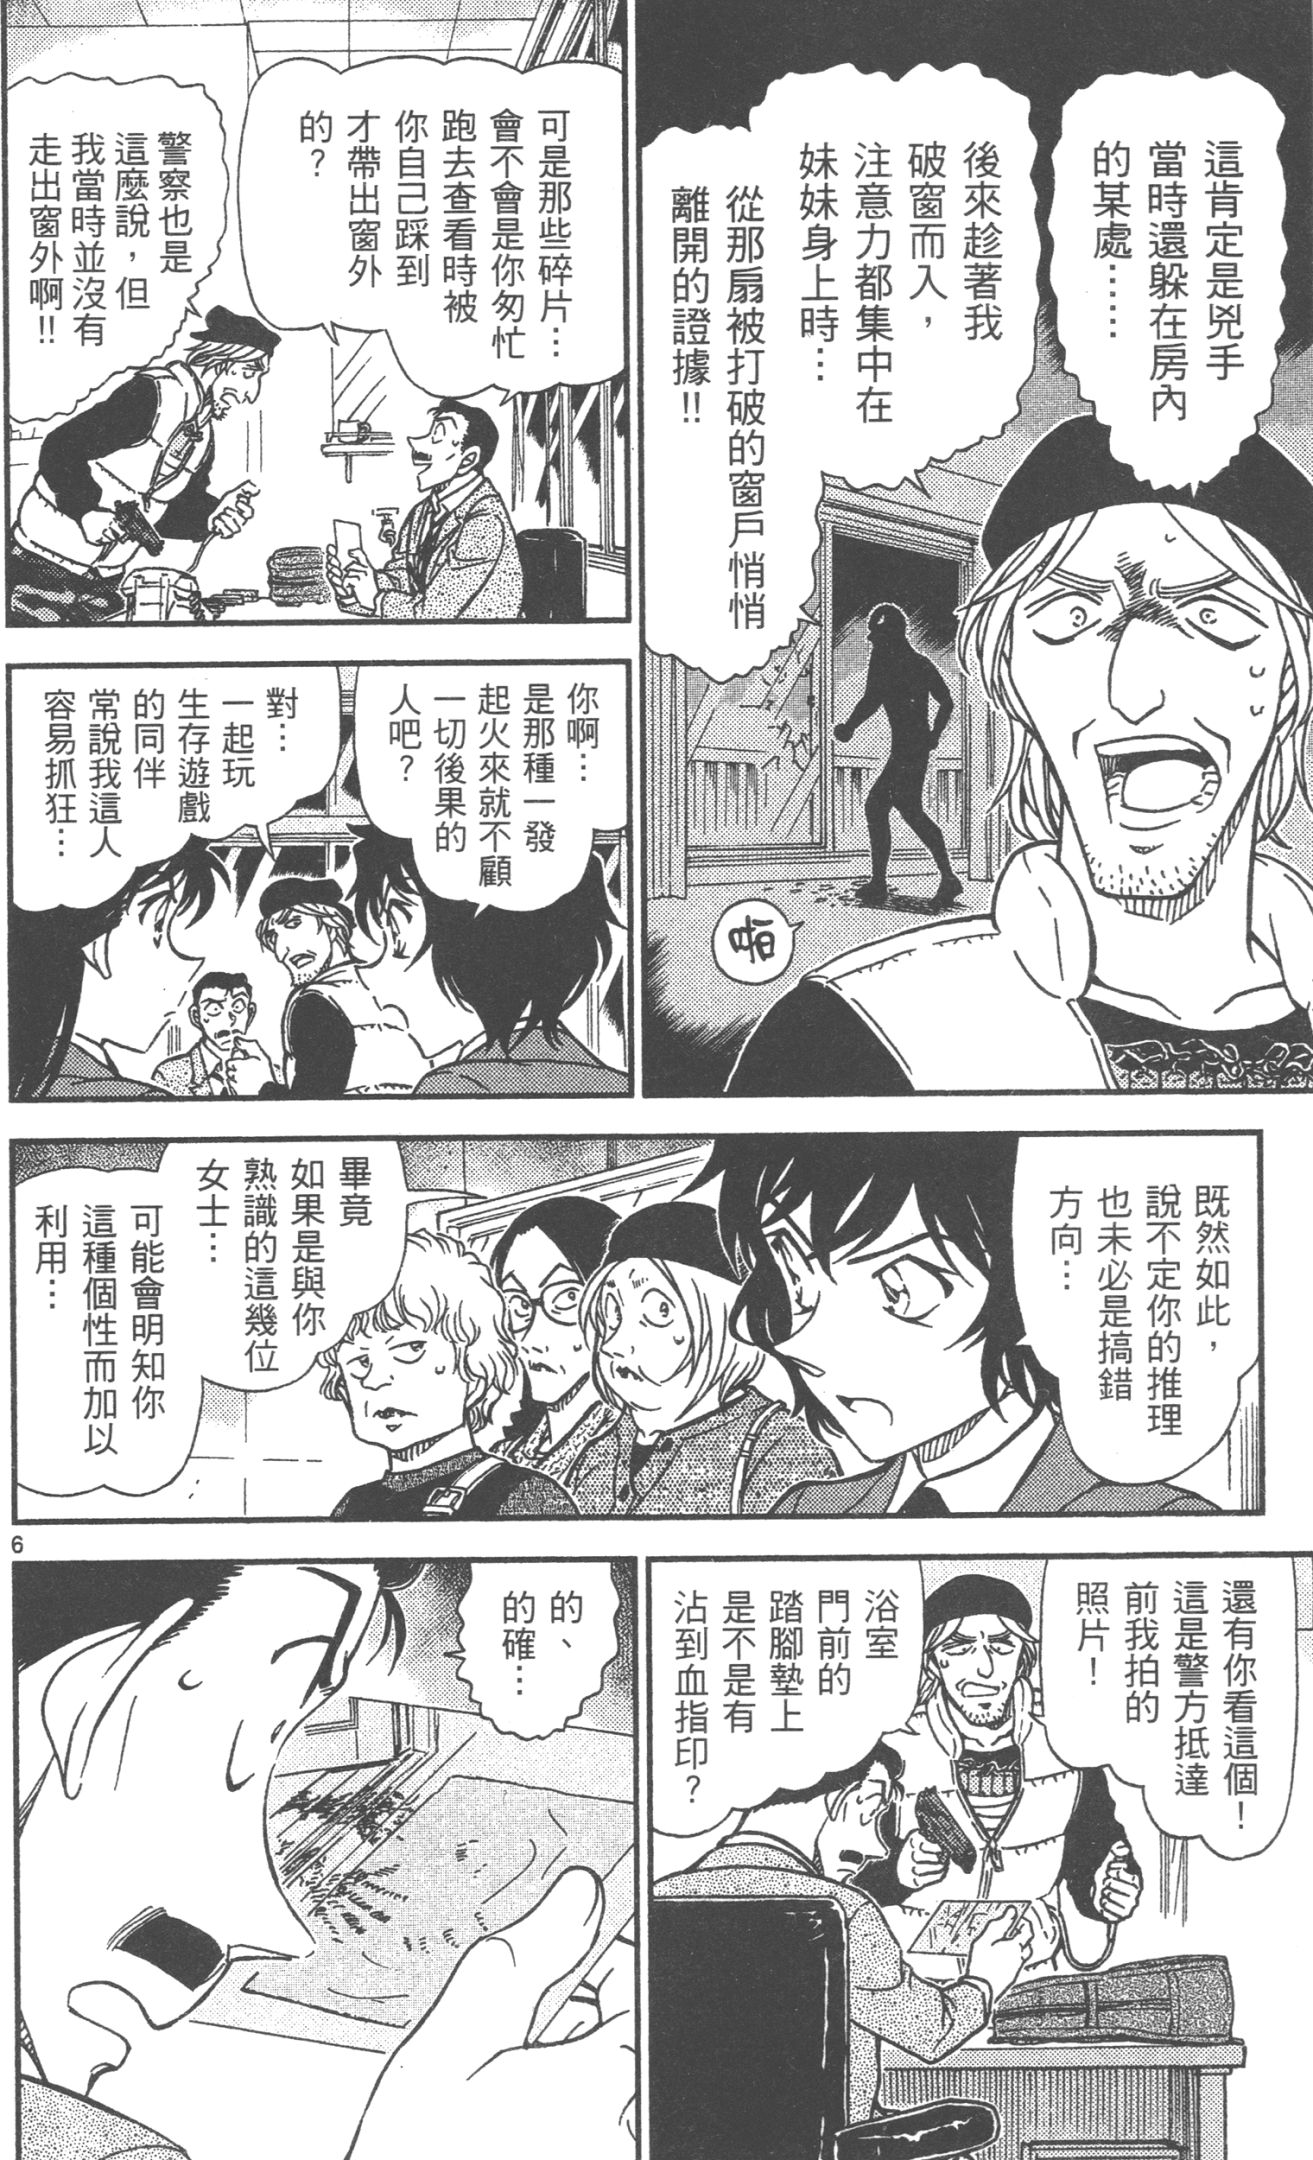 這肯定是兇手
當時還躲在房內
的某處……
後來趁著我
破窗而入，
注意力都集中在
妹妹身上時…
從那扇被打破的窗戶悄悄
離開的證據!!
啪
可是那些碎片…
會不會是你匆忙
跑去查看時被
你自己踩到
才帶出窗外
的？
警察也是
這麼說，但
我當時並沒有
走出窗外啊!!
你啊…
是那種一發
起火來就不顧
一切後果的
人吧？
對…
一起玩
生存遊戲
的同伴
常說我這人
容易抓狂…
既然如此，
說不定你的推理
也未必是搞錯
方向…
畢竟
如果是與你
熟識的這幾位
女士…
可能會明知你
這種個性而加以
利用…
6
還有你看這個！
這是警方抵達
前我拍的
照片！
浴室
門前的
踏腳墊上
是不是有
沾到血指印？
的、
的確…